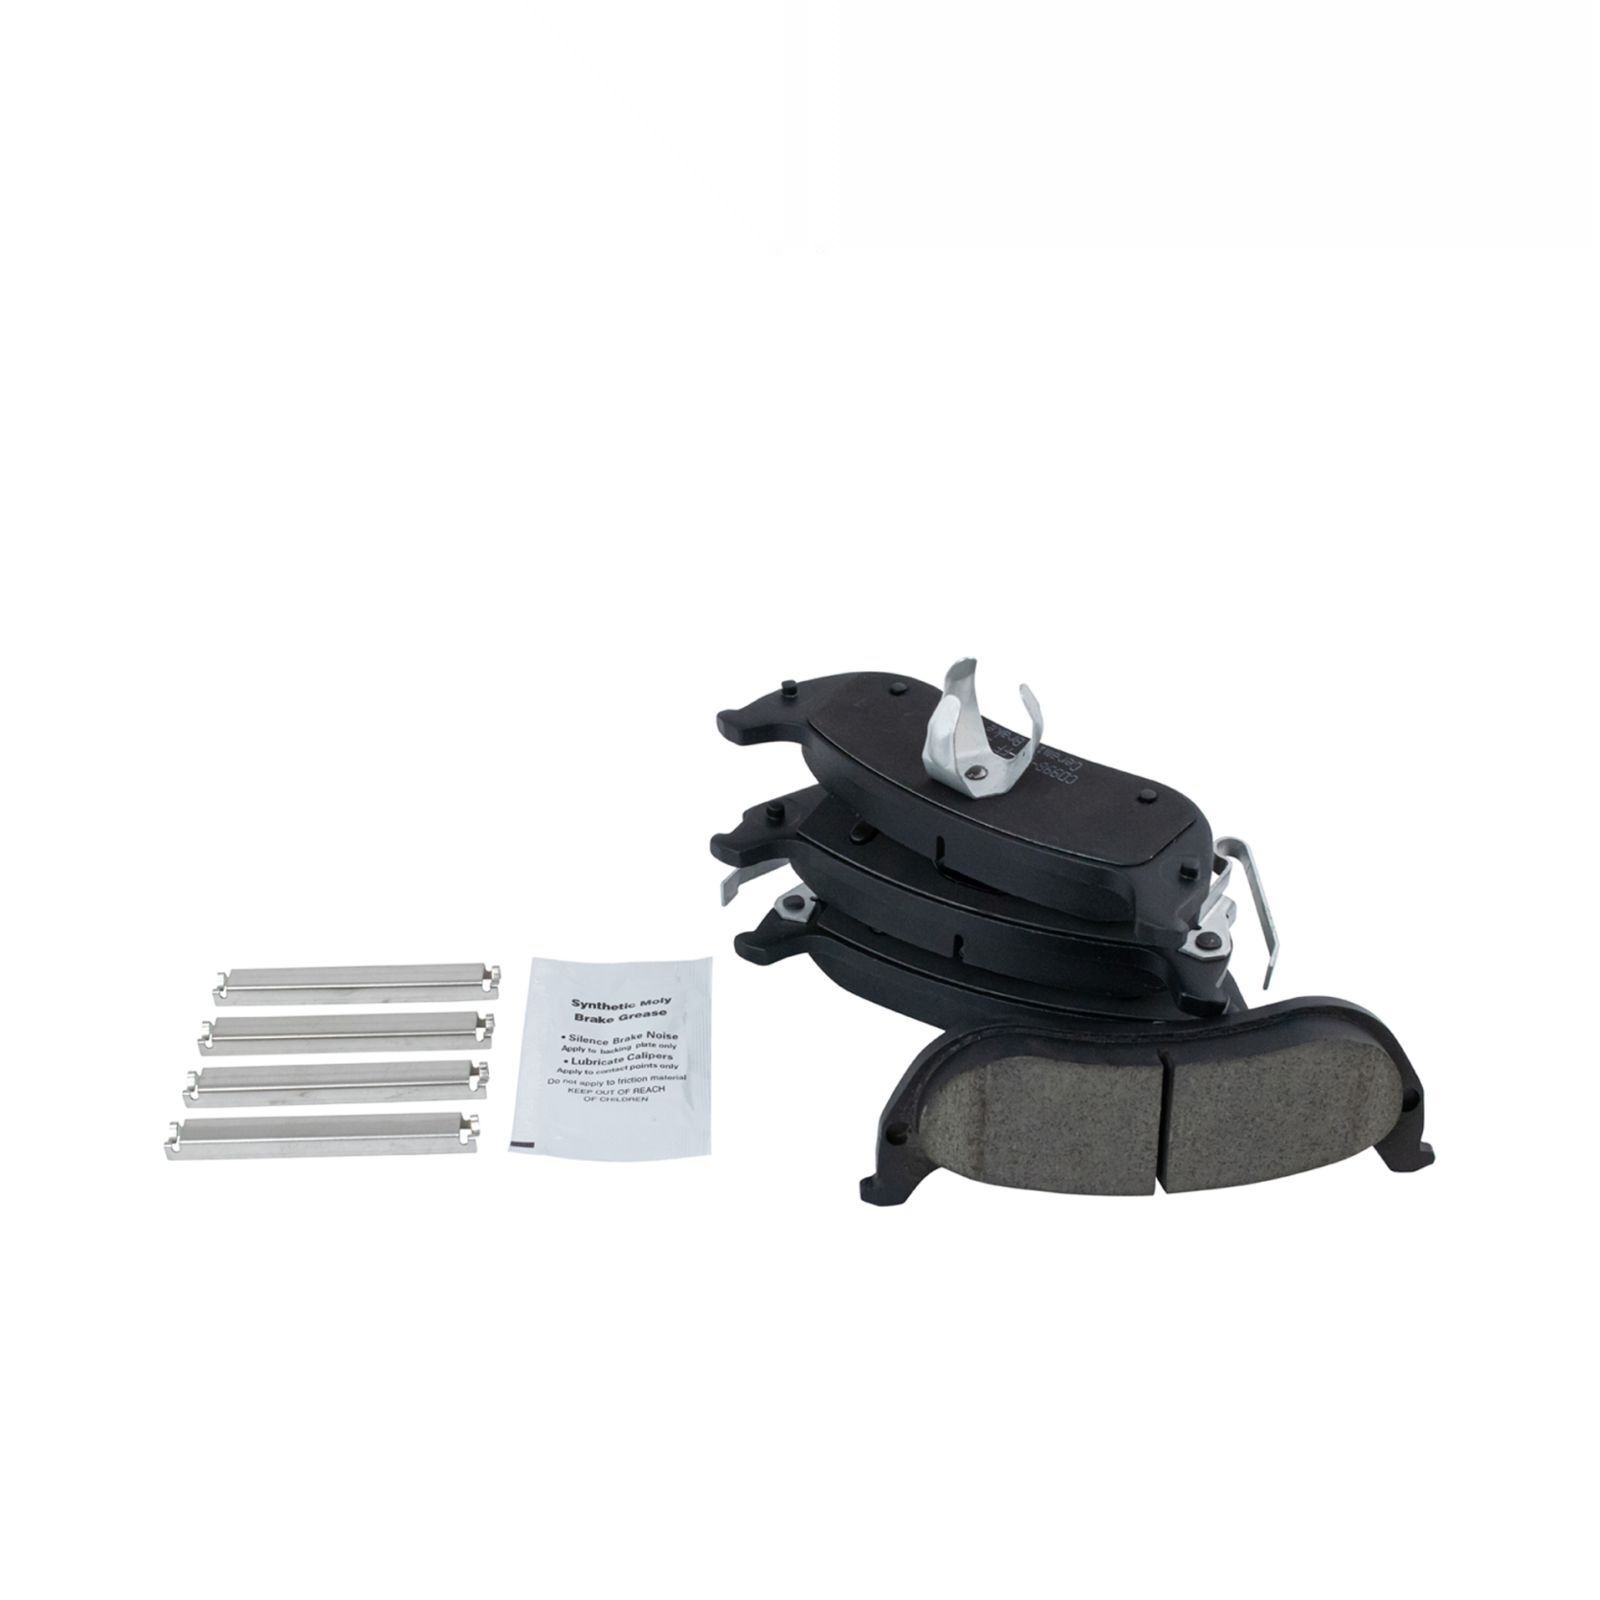 Synthetic Moly
Brake Grease
• Silence Brake Noise
Apply to backing plate only
• Lubricate Calipers
Apply to contact points only
Do not apply to friction material
KEEP OUT OF REACH
OF CHILDREN